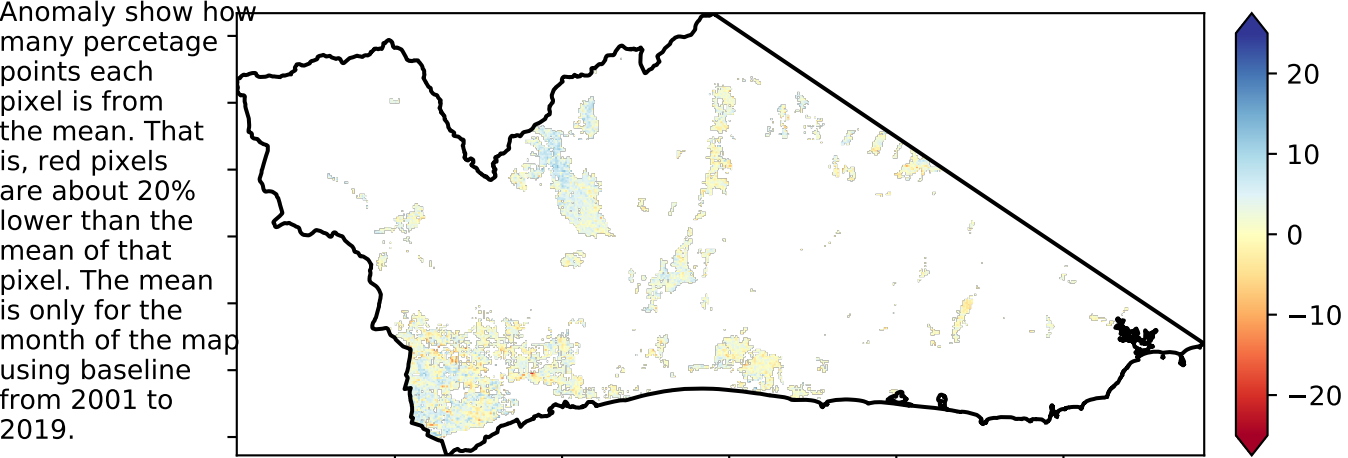 Anomaly show how
many percetage
points each
pixel is from
the mean. That
is, red pixels
are about 20%
lower than the
mean of that
pixel. The mean
is only for the
month of the map
using baseline
from 2001 to
2019.
20
10
0
−10
−20